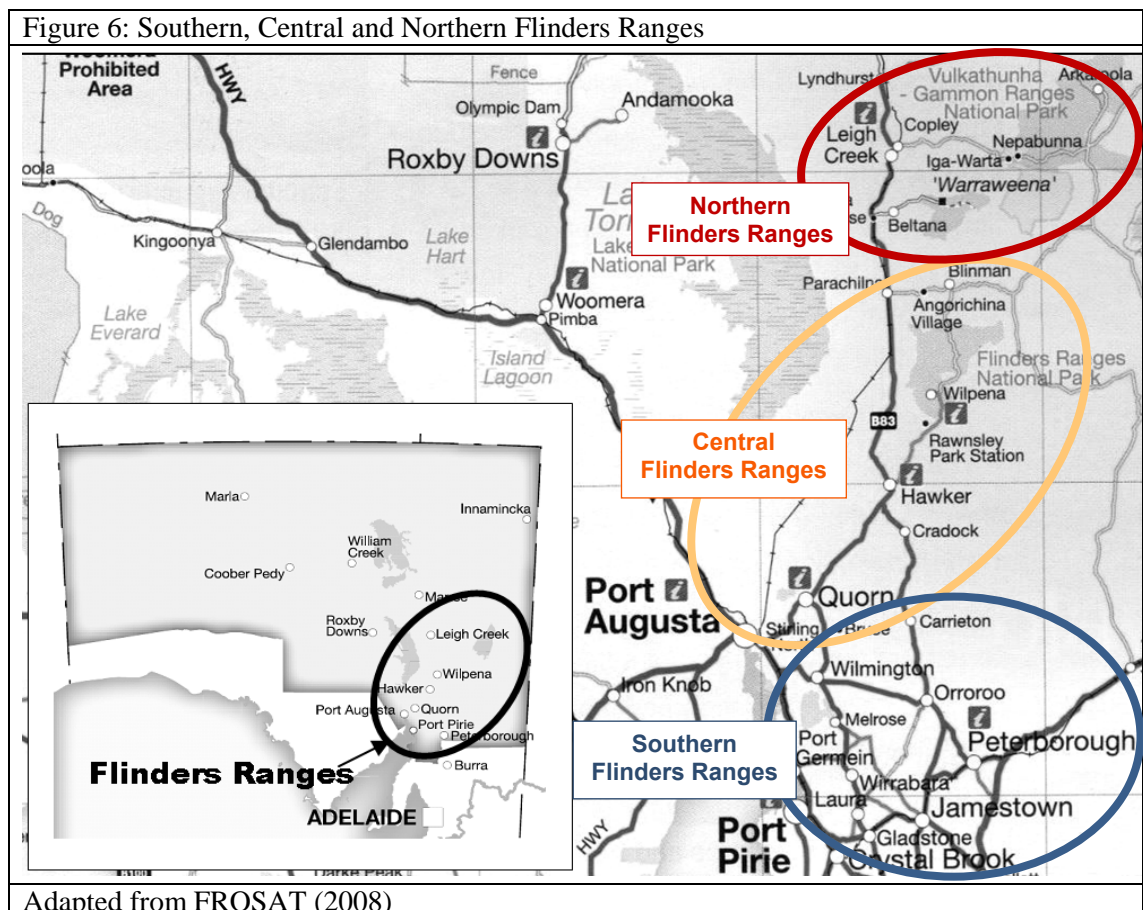 Figure 6: Southern, Central and Northern Flinders Ranges
Prohibited
Area
HWY
Fence
Olympic Dam
Andamooka
Roxby Downs
Lyndhurst
Vulkathunha
- Gammon Ranges
National Park
Arkaroola
Copley
Leigh
Creek
Nepabunna
Iga-Warta
'Warraweena'
Beltana
Northern
Flinders Ranges
Dog
Kingoonya
Glendambo
Lake
Hart
National Park
Woomera
Pimba
Lake
Everard
Island
Lagoon
Parachilna
Blinman
Angorichina
Village
Flinders Ranges
National Park
Wilpena
B83
Rawnsley
Park Station
Central
Flinders Ranges
Hawker
Cradock
Port
Augusta
Quorn
Stirling
Bruce
Carrieton
Wilmington
Iron Knob
Orroroo
Melrose
Peterborough
Port
Germein
Southern
Flinders Ranges
Wirrabara
Laura
Jamestown
Port
Pirie
Gladstone
Crystal Brook
HWY
Marla
Innamincka
William
Creek
Coober Pedy
Roxby
Downs
Leigh Creek
Wilpena
Hawker
Port Augusta
Quorn
Port Pirie
Peterborough
Burra
Flinders Ranges
ADELAIDE
Adapted from FROSAT (2008)